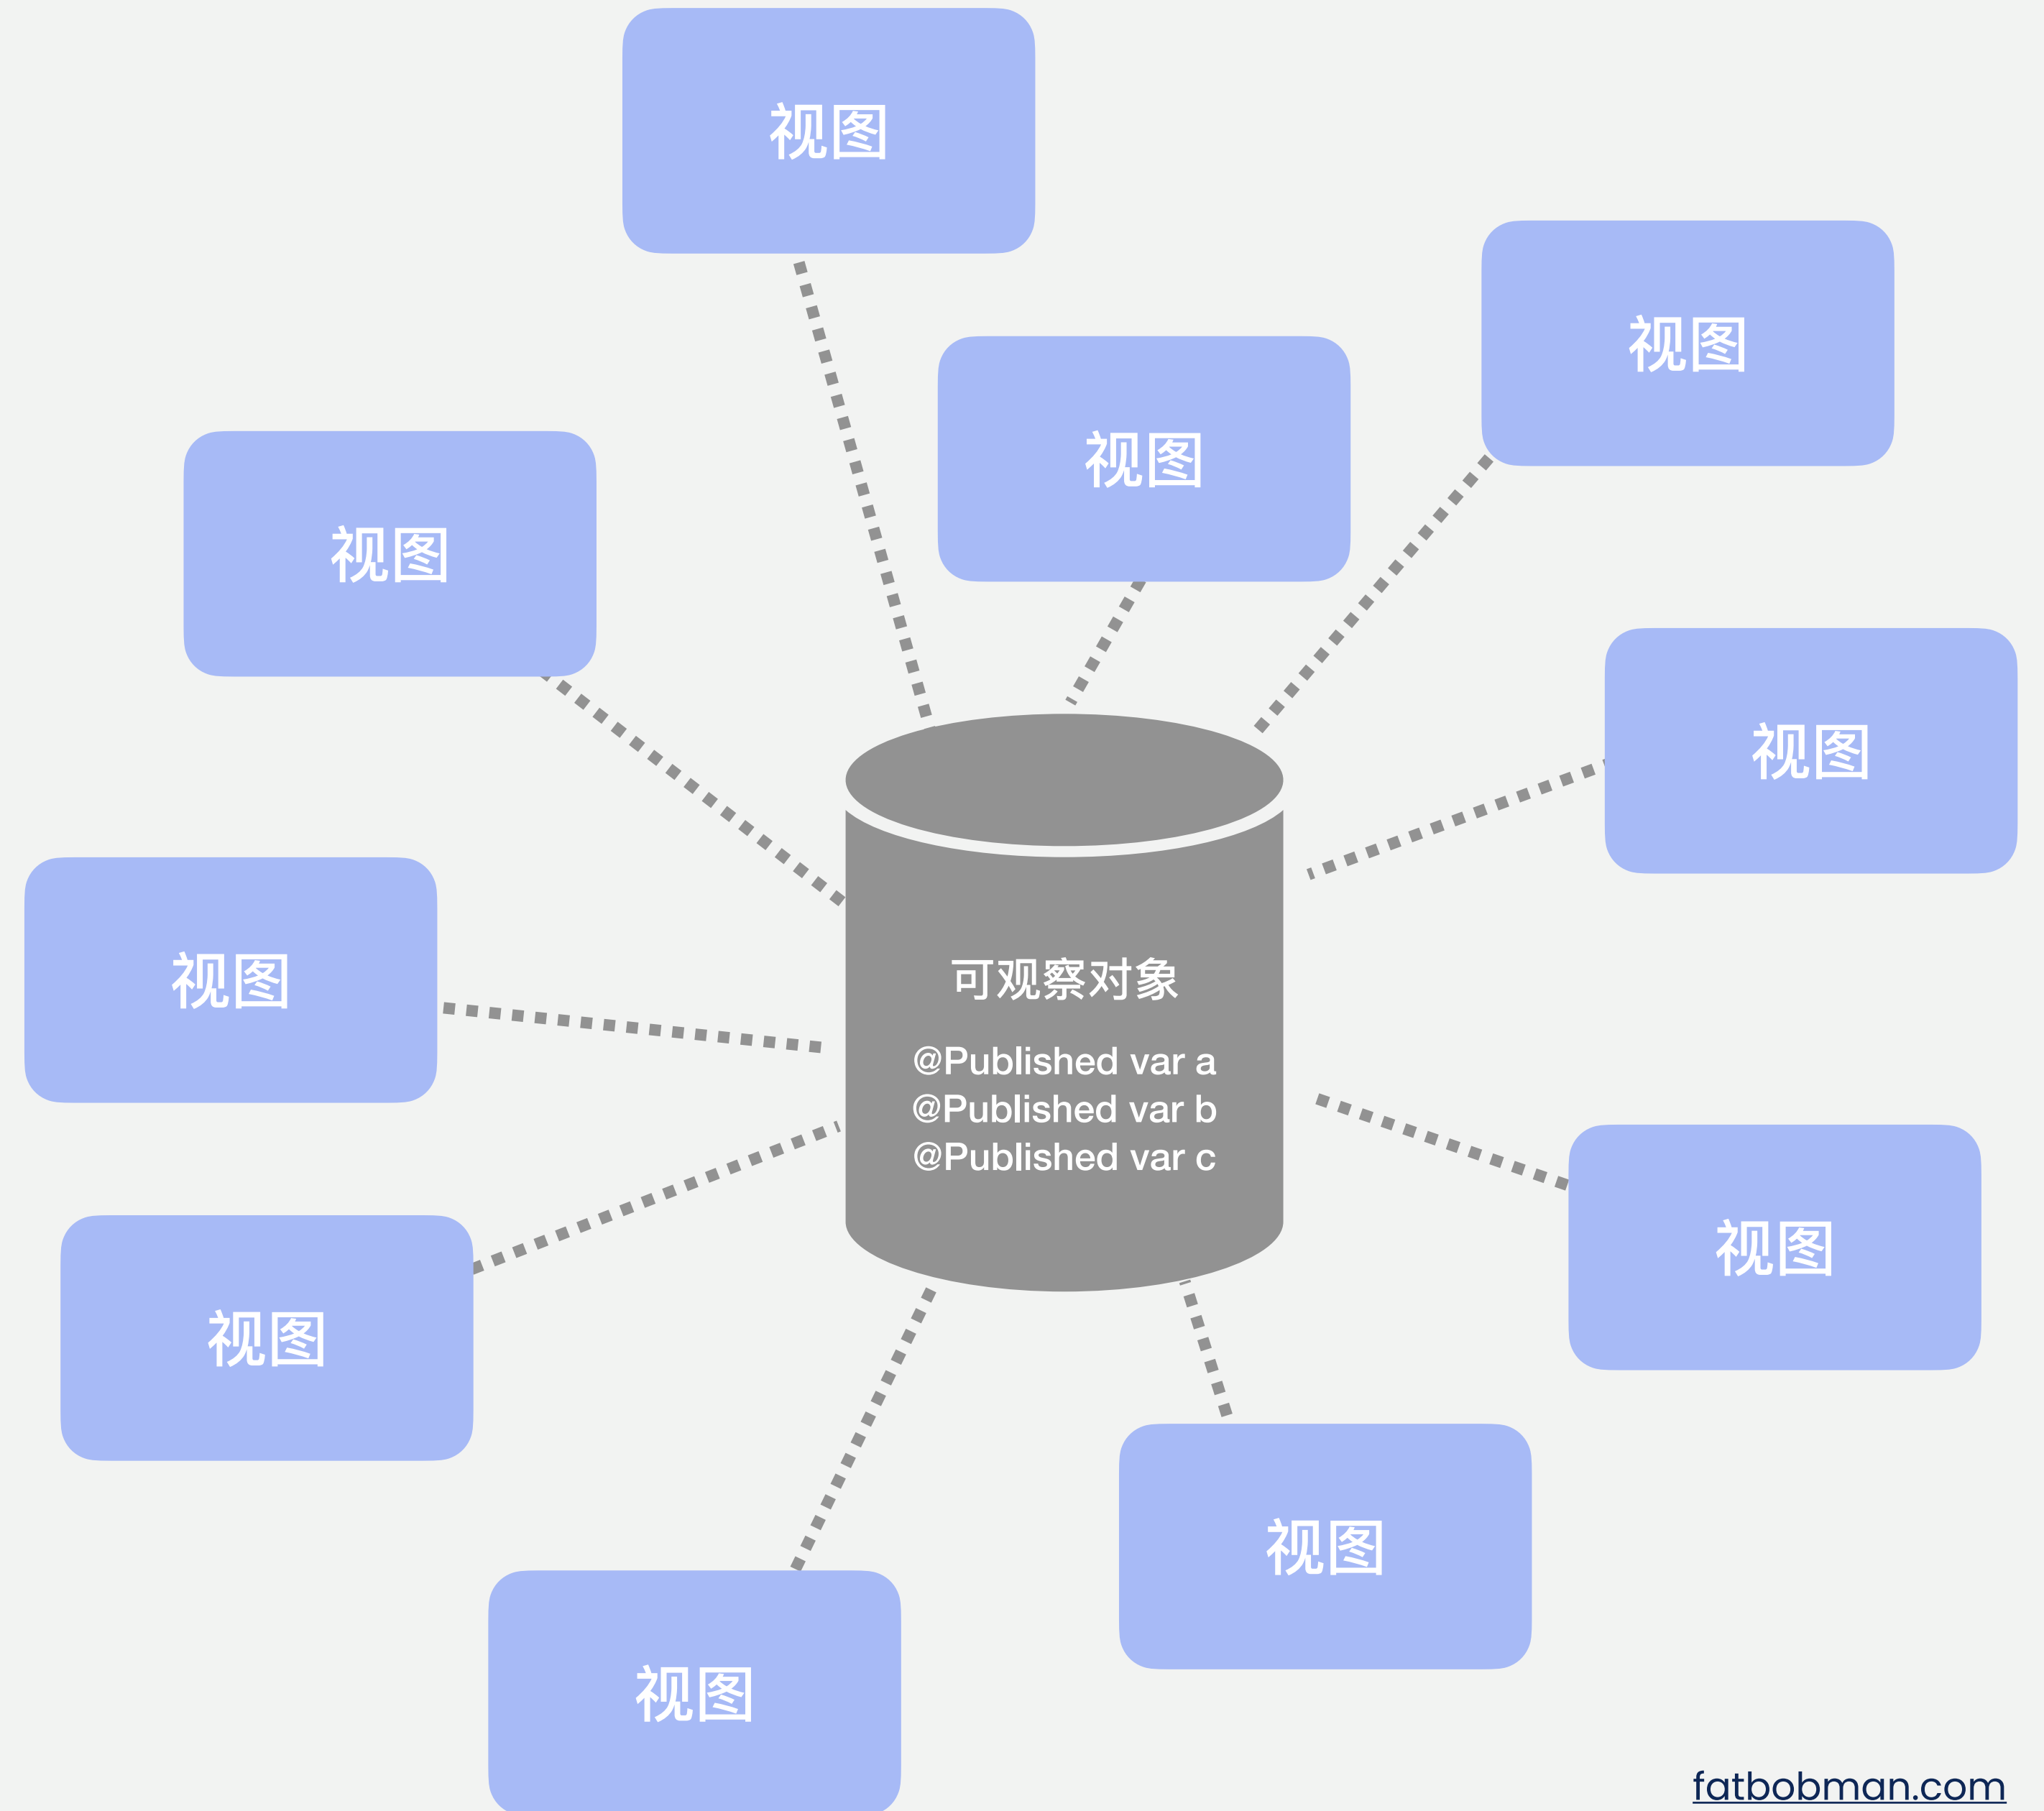 视图
视图
视图
视图
视图
视图
可观察对象
@Published var a
@Published var b
@Published var c
视图
视图
视图
视图
fatbobman.com